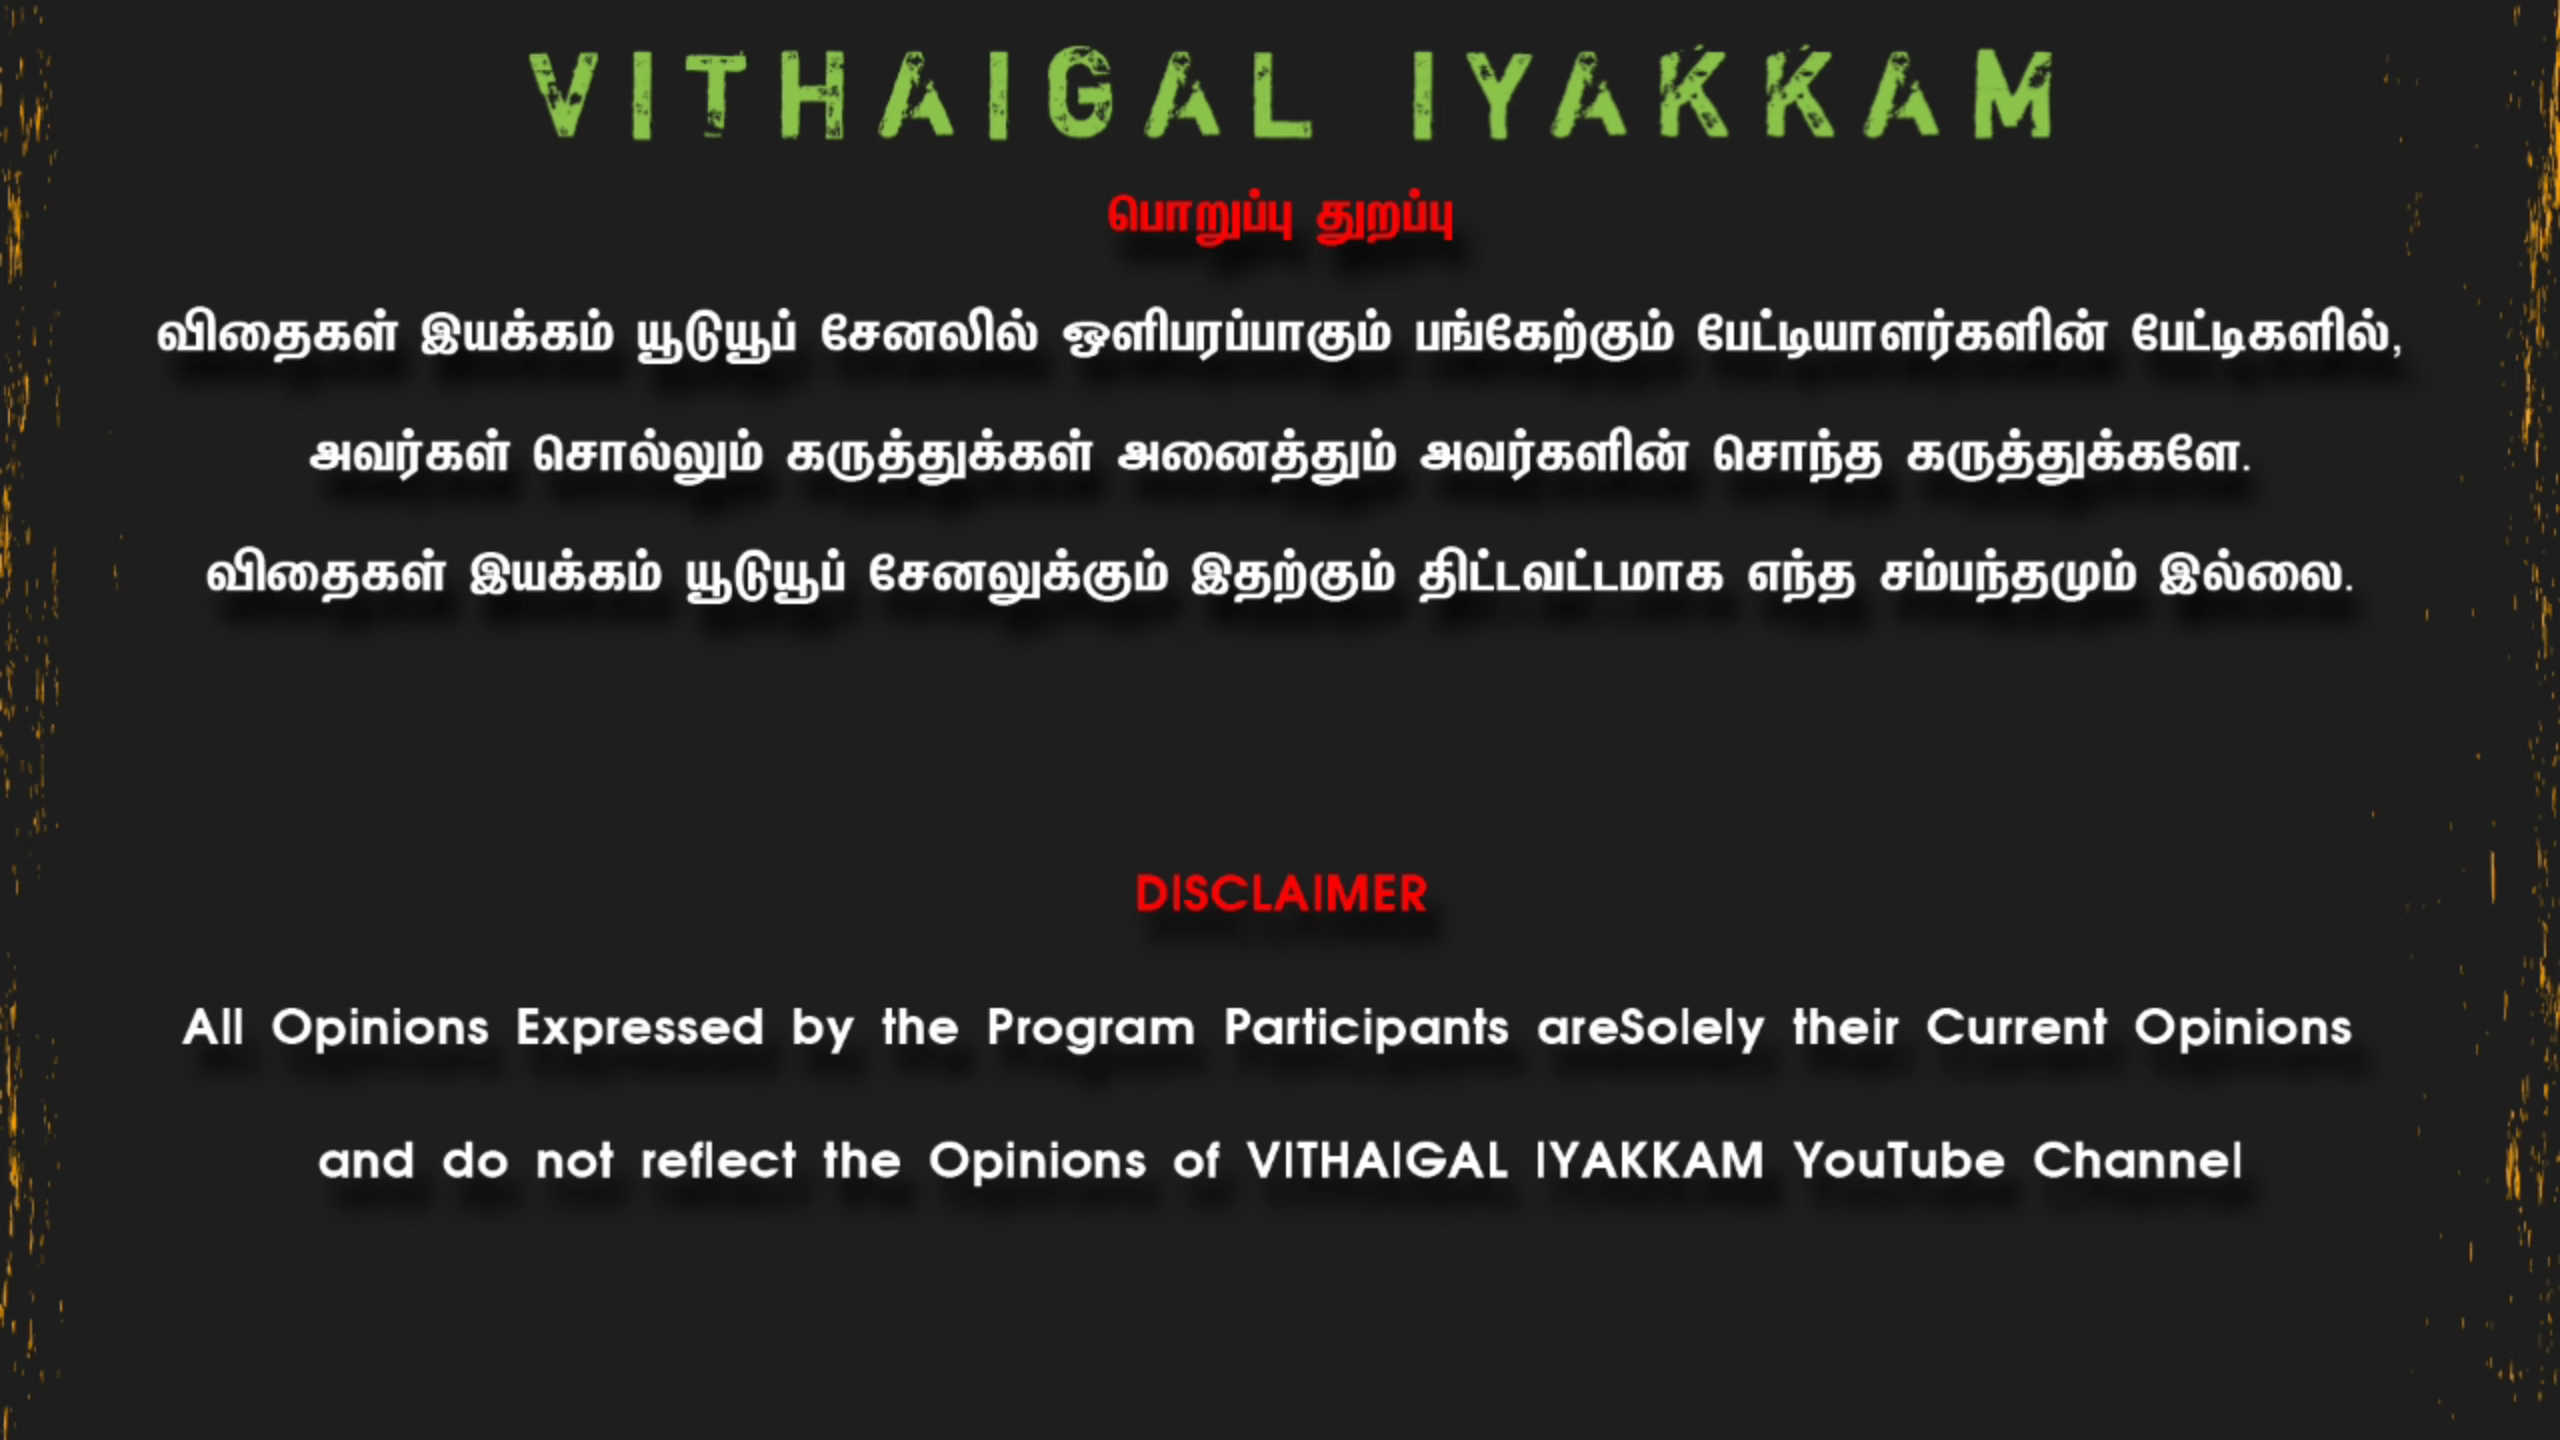 VITHAIGAL IYAKKAM
பொறுப்பு துறப்பு
விதைகள் இயக்கம் யூடுயூப் சேனலில் ஒளிபரப்பாகும் பங்கேற்கும் பேட்டியாளர்களின் பேட்டிகளில்,
அவர்கள் சொல்லும் கருத்துக்கள் அனைத்தும் அவர்களின் சொந்த கருத்துக்களே.
விதைகள் இயக்கம் யூடுயூப் சேனலுக்கும் இதற்கும் திட்டவட்டமாக எந்த சம்பந்தமும் இல்லை.
DISCLAIMER
All Opinions Expressed by the Program Participants areSolely their Current Opinions
and do not reflect the Opinions of VITHAIGAL IYAKKAM YouTube Channel